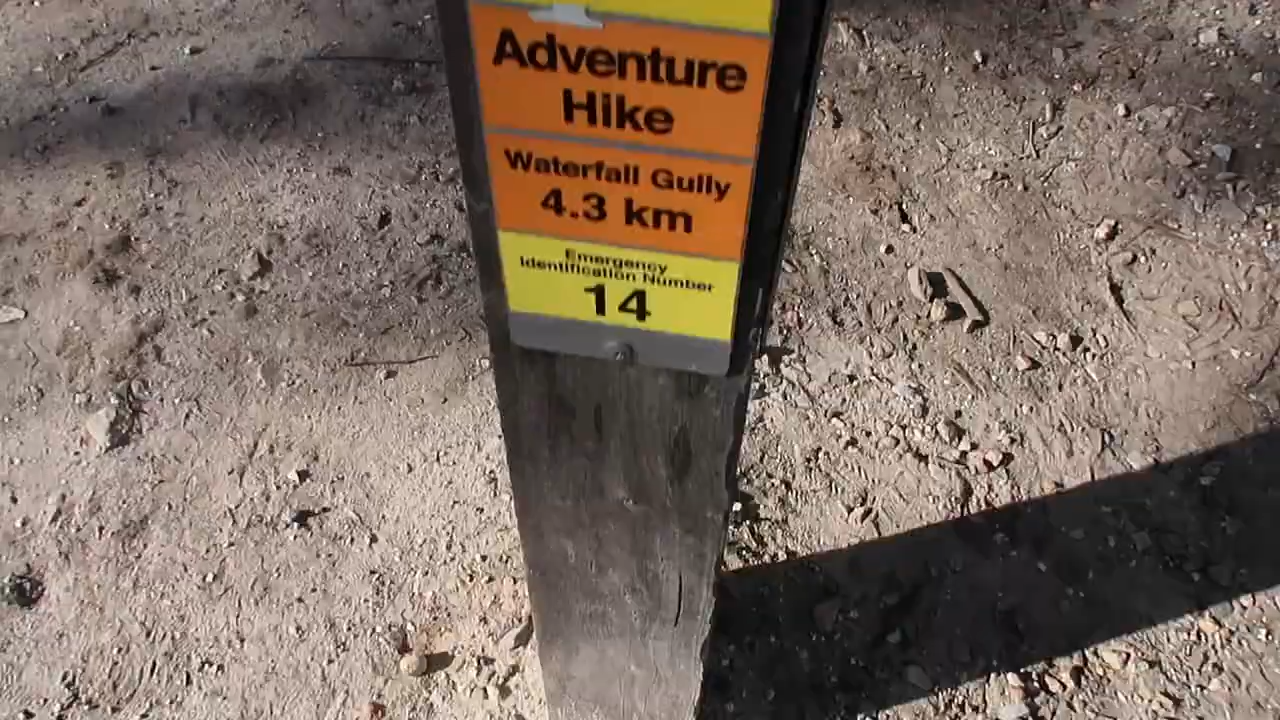 Adventure
Hike
Waterfall Gully
4.3 km
Emergency
Identification Number
14